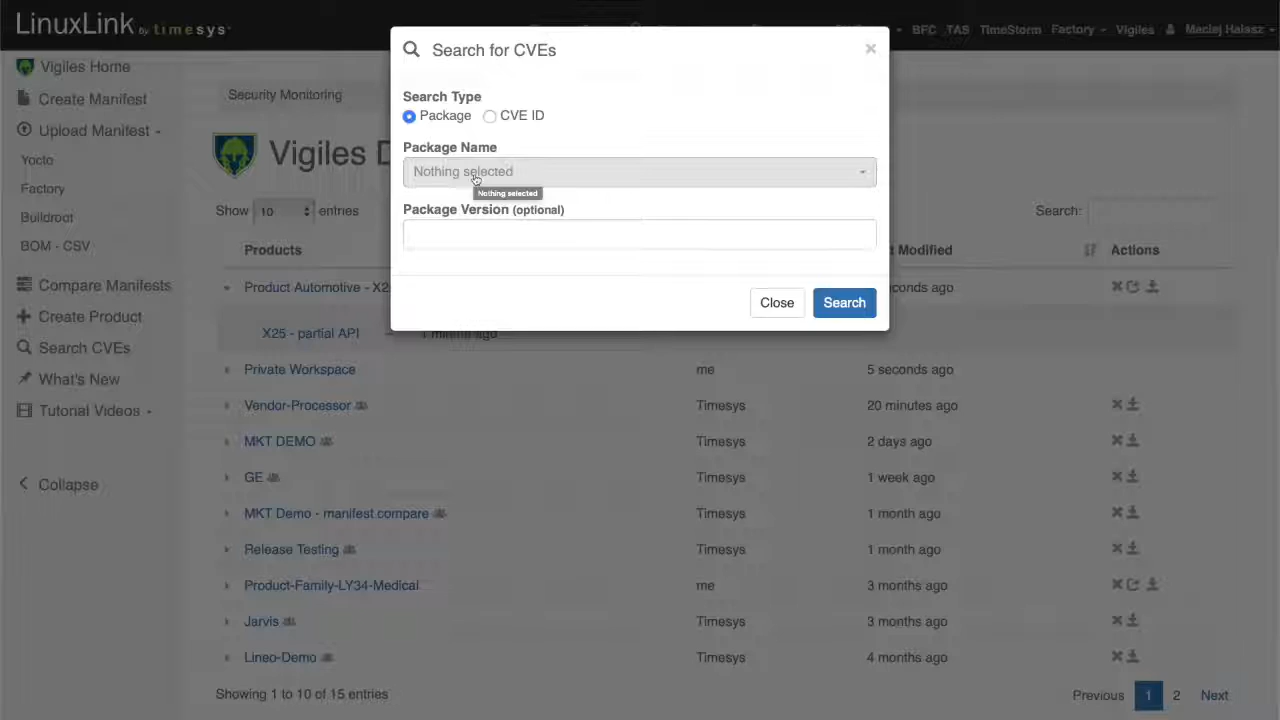 LinuxLink by timesys
BFC TAS TimeStorm Factory Vigiles Maciej Halasz
Search for CVEs
×
Search Type
Package CVE ID
Package Name
Nothing selected
Nothing selected
Package Version (optional)
Close Search
Vigiles Home
Create Manifest
Upload Manifest
Yocto
Factory
Buildroot
BOM - CSV
Compare Manifests
Create Product
Search CVEs
What's New
Tutorial Videos
Collapse
Security Monitoring
Vigiles D
Show 10 entries Search:
Products t Modified Actions
Product Automotive - X2 conds ago
X25 - partial API 1 minute ago
Private Workspace me 5 seconds ago
Vendor-Processor Timesys 20 minutes ago
MKT DEMO Timesys 2 days ago
GE Timesys 1 week ago
MKT Demo - manifest compare Timesys 1 month ago
Release Testing Timesys 1 month ago
Product-Family-LY34-Medical me 3 months ago
Jarvis Timesys 3 months ago
Lineo-Demo Timesys 4 months ago
Showing 1 to 10 of 15 entries Previous 1 2 Next